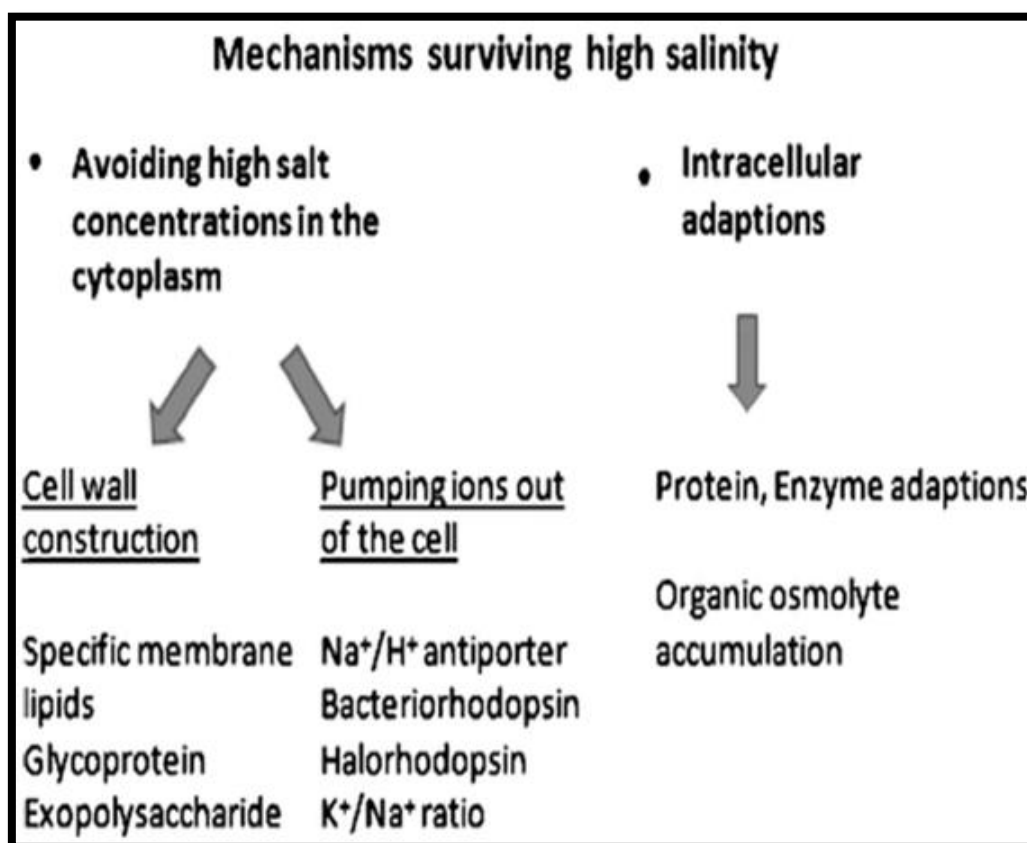 Mechanisms surviving high salinity
• Avoiding high salt
concentrations in the
cytoplasm
• Intracellular
adaptions
Cell wall
construction
Specific membrane
lipids
Glycoprotein
Exopolysaccharide
Pumping ions out
of the cell
Na⁺/H⁺ antiporter
Bacteriorhodopsin
Halorhodopsin
K⁺/Na⁺ ratio
Protein, Enzyme adaptions
Organic osmolyte
accumulation